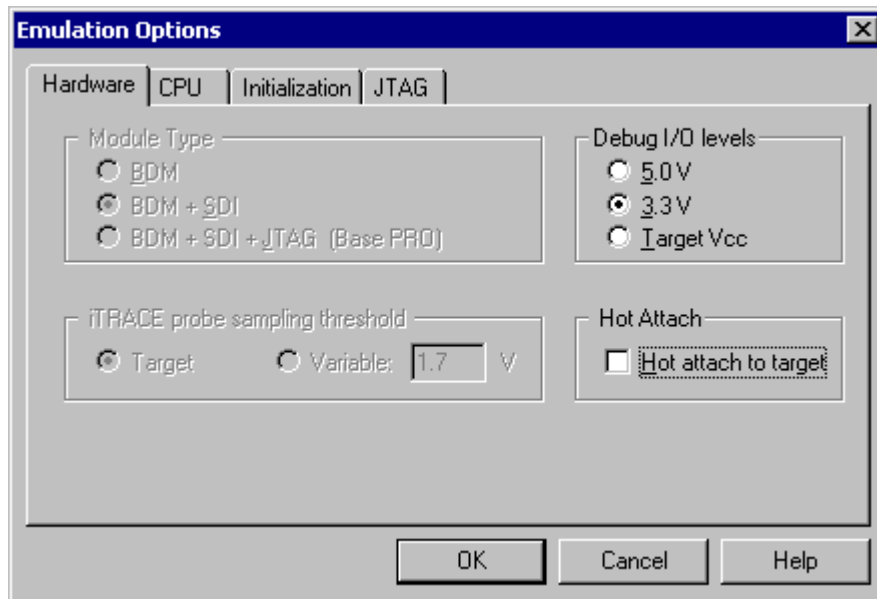 Emulation Options
Hardware CPU Initialization JTAG
Module Type
BDM
BDM + SDI
BDM + SDI + JTAG (Base PRO)
Debug I/O levels
5.0 V
3.3 V
Target Vcc
iTRACE probe sampling threshold
Target Variable: 1.7 V
Hot Attach
Hot attach to target
OK Cancel Help